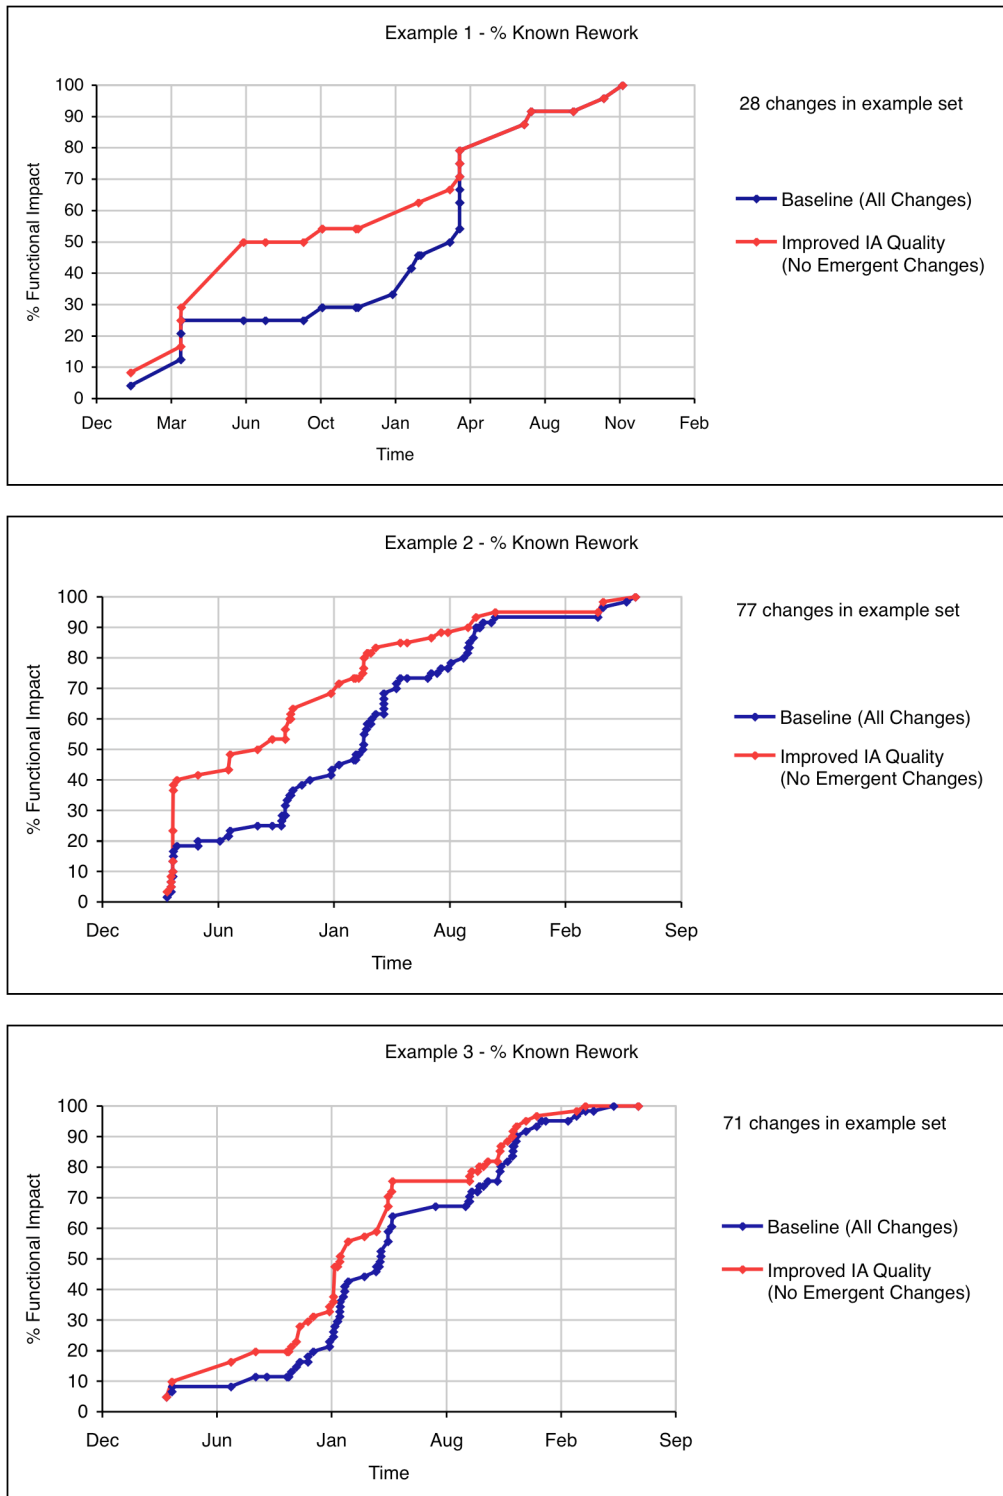 Example 1 - % Known Rework
100
90
80
70
60
50
40
30
20
10
0
% Functional Impact
Dec Mar Jun Oct Jan Apr Aug Nov Feb
Time
28 changes in example set
Baseline (All Changes)
Improved IA Quality
(No Emergent Changes)
Example 2 - % Known Rework
100
90
80
70
60
50
40
30
20
10
0
% Functional Impact
Dec Jun Jan Aug Feb Sep
Time
77 changes in example set
Baseline (All Changes)
Improved IA Quality
(No Emergent Changes)
Example 3 - % Known Rework
100
90
80
70
60
50
40
30
20
10
0
% Functional Impact
Dec Jun Jan Aug Feb Sep
Time
71 changes in example set
Baseline (All Changes)
Improved IA Quality
(No Emergent Changes)